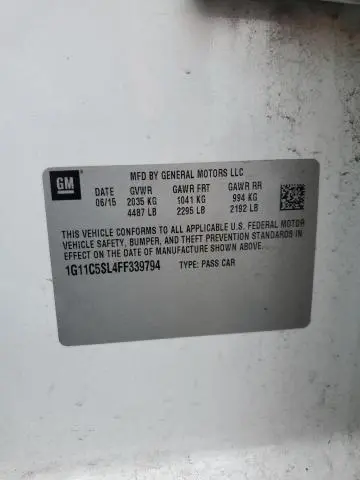 GM
MFD BY GENERAL MOTORS LLC
DATE GVWR GAWR FRT GAWR RR
06/15 2035 KG 1041 KG 994 KG
4487 LB 2295 LB 2192 LB
THIS VEHICLE CONFORMS TO ALL APPLICABLE U.S. FEDERAL MOTOR
VEHICLE SAFETY, BUMPER, AND THEFT PREVENTION STANDARDS IN
EFFECT ON THE DATE OF MANUFACTURE SHOWN ABOVE.
1G11C5SL4FF339794 TYPE: PASS CAR